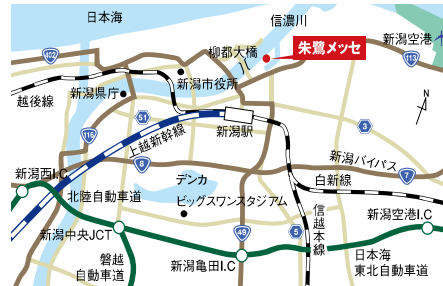 日本海
信濃川
新潟空港
柳都大橋
朱鷺メッセ
402
113
新潟市役所
越後線
新潟県庁
N
51
3
116
新潟駅
上越新幹線
8
新潟バイパス
7
新潟西I.C
デンカ
ビッグスワンスタジアム
白新線
北陸自動車道
信越本線
新潟空港I.C
新潟中央JCT
49
5
磐越
自動車道
新潟亀田I.C
日本海
東北自動車道